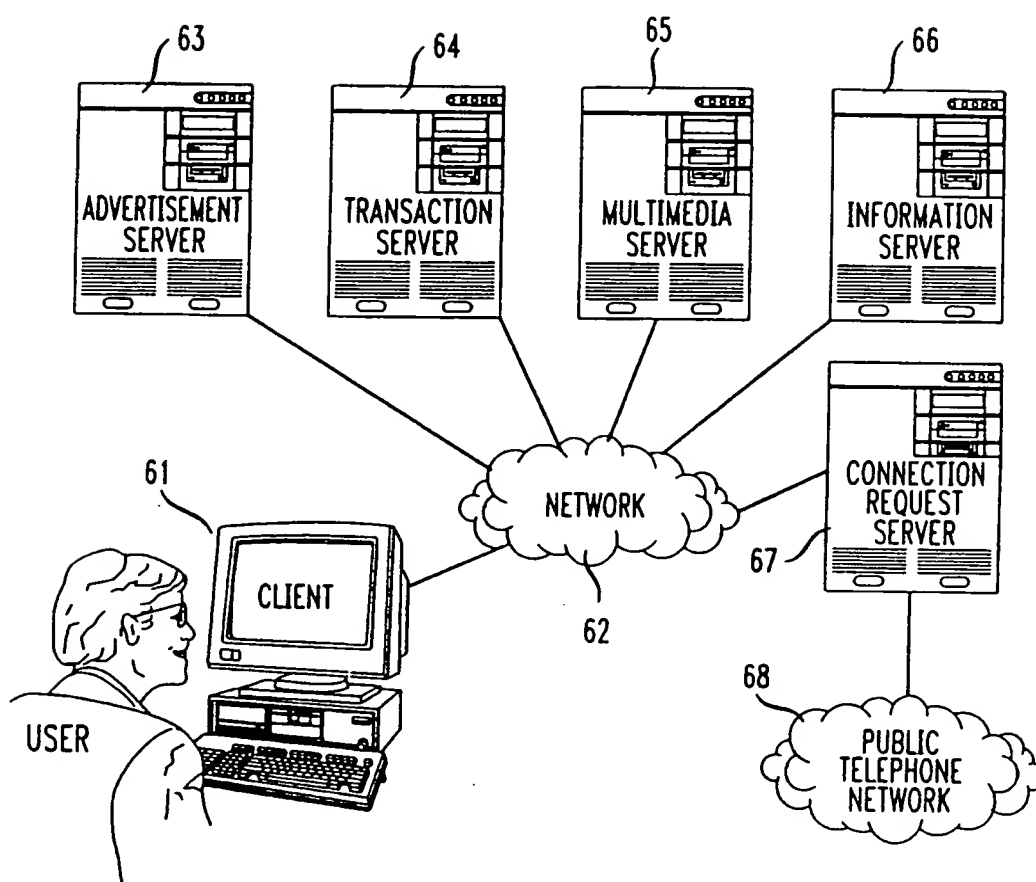 63
64
65
66
ADVERTISEMENT
SERVER
TRANSACTION
SERVER
MULTIMEDIA
SERVER
INFORMATION
SERVER
61
CLIENT
NETWORK
62
CONNECTION
REQUEST
SERVER
67
USER
68
PUBLIC
TELEPHONE
NETWORK